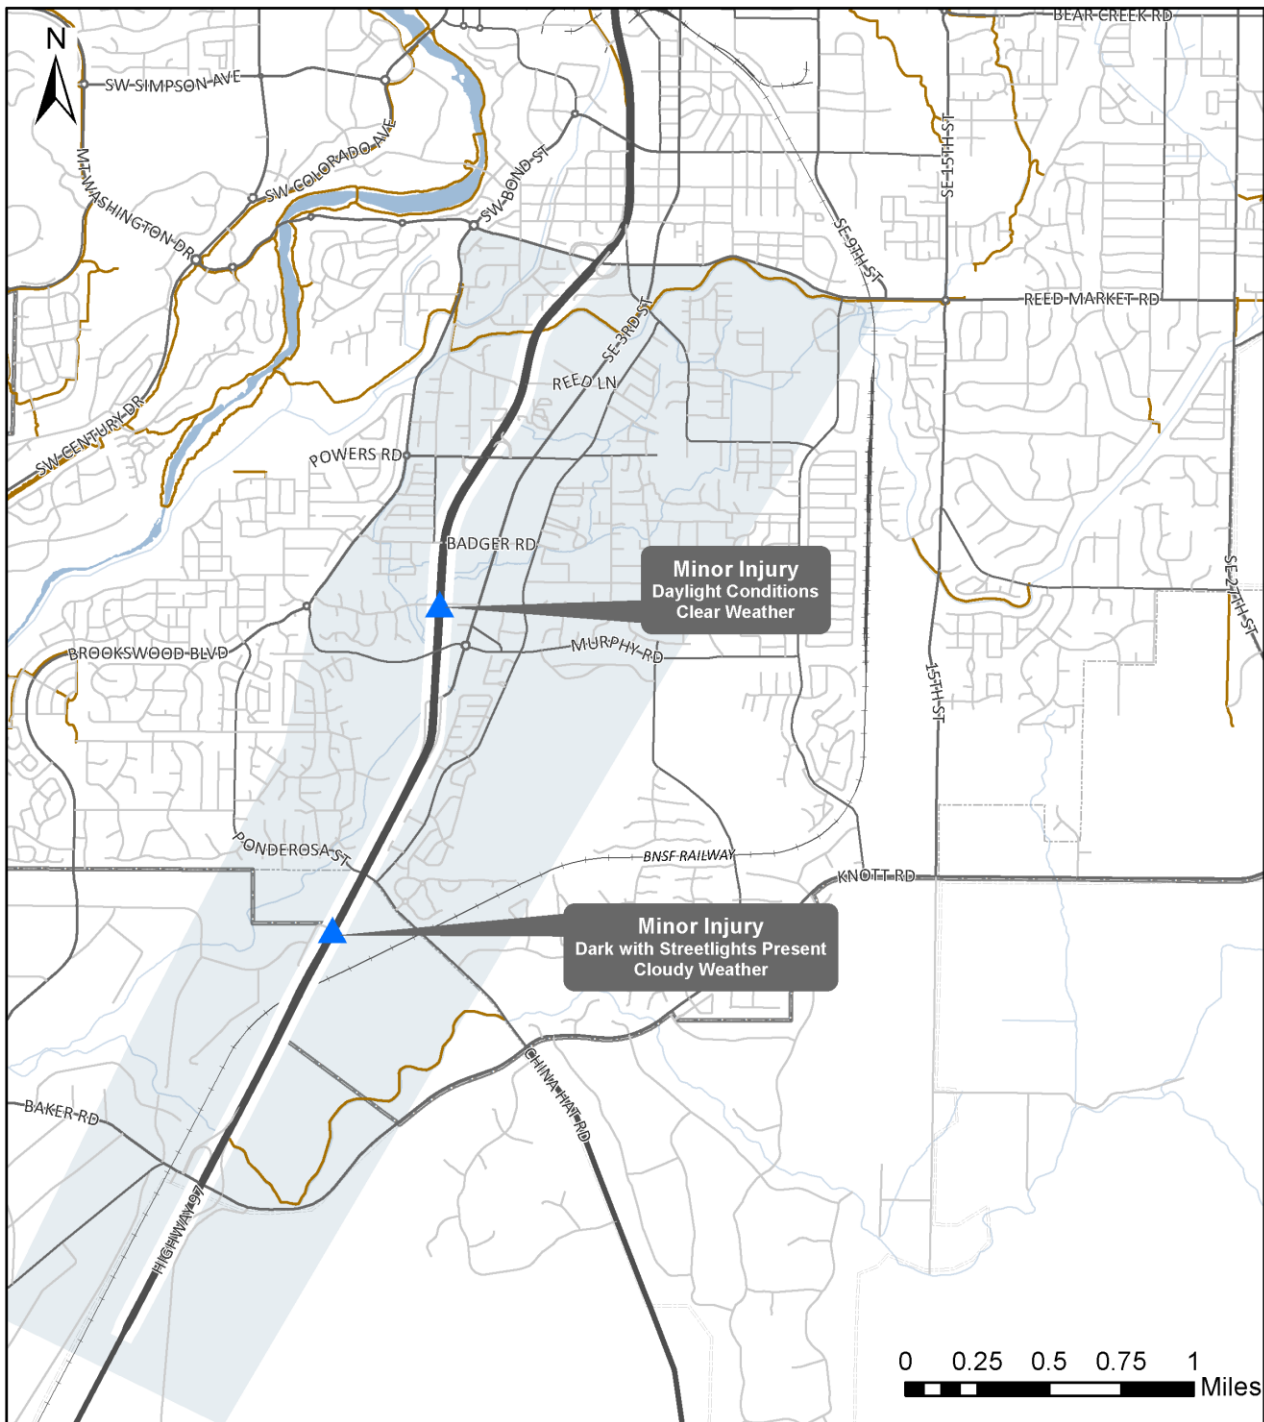 BEAR CREEK RD
N
SW SIMPSON AVE
SW COLORADO AVE
MT WASHINGTON DR
SW BOND ST
SE 15TH ST
SE 9TH ST
REED MARKET RD
SE 3RD ST
REED LN
SW CENTURY DR
POWERS RD
BADGER RD
Minor Injury
Daylight Conditions
Clear Weather
SE 27TH ST
BROOKSWOOD BLVD
MURPHY RD
15TH ST
PONDEROSA ST
BNSF RAILWAY
KNOTT RD
Minor Injury
Dark with Streetlights Present
Cloudy Weather
CHINA HAT RD
BAKER RD
HIGHWAY 97
0 0.25 0.5 0.75 1
Miles